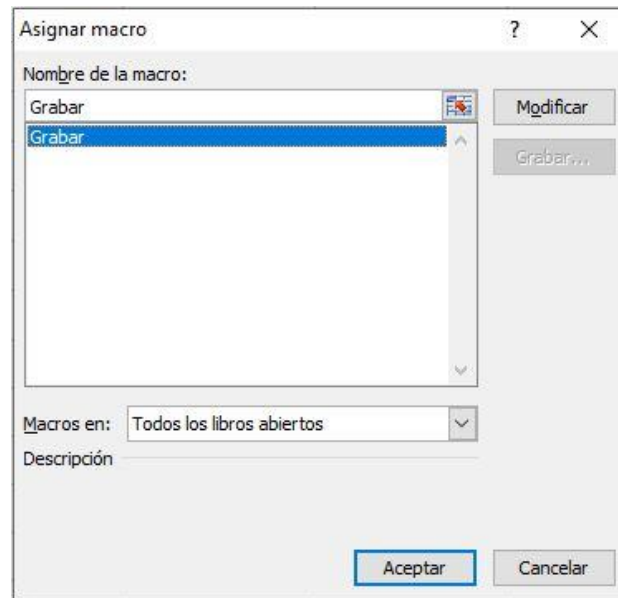 Asignar macro ? ×
Nombre de la macro:
Grabar
Modificar
Grabar
Grabar...
Macros en: Todos los libros abiertos
Descripción
Aceptar Cancelar